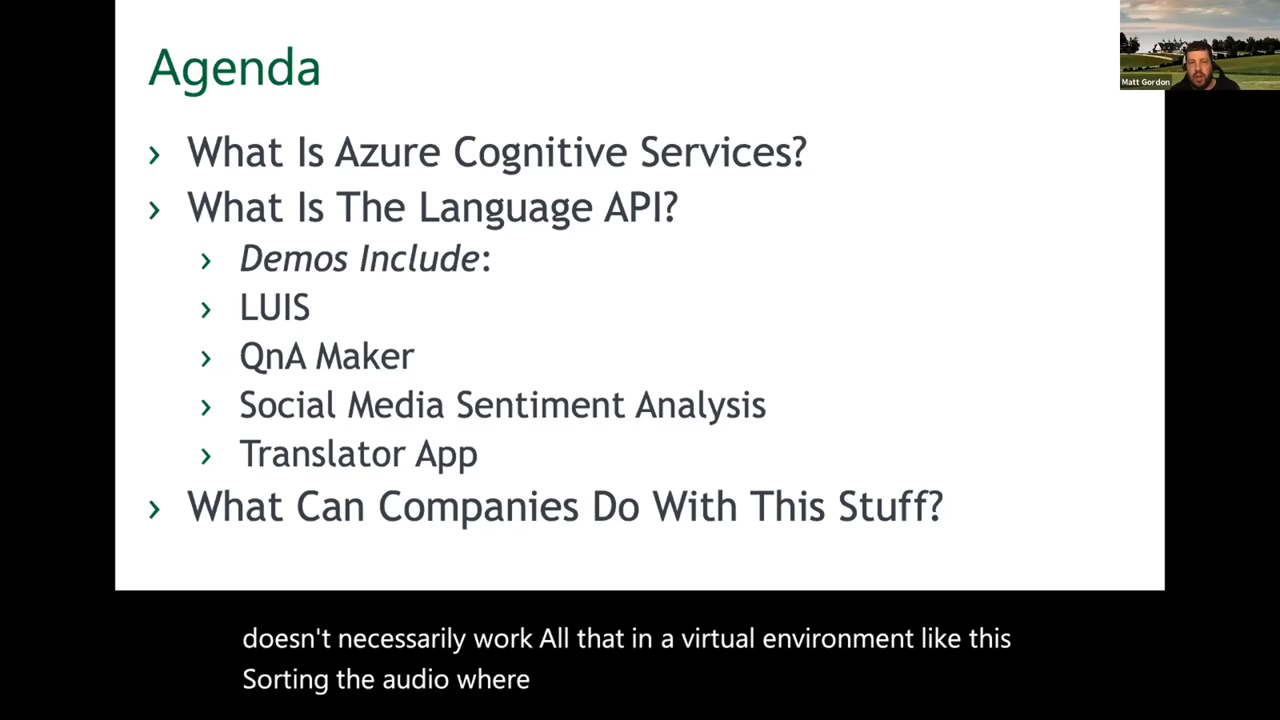 Agenda
Matt Gordon
› What Is Azure Cognitive Services?
› What Is The Language API?
› Demos Include:
› LUIS
› QnA Maker
› Social Media Sentiment Analysis
› Translator App
› What Can Companies Do With This Stuff?
doesn't necessarily work All that in a virtual environment like this
Sorting the audio where